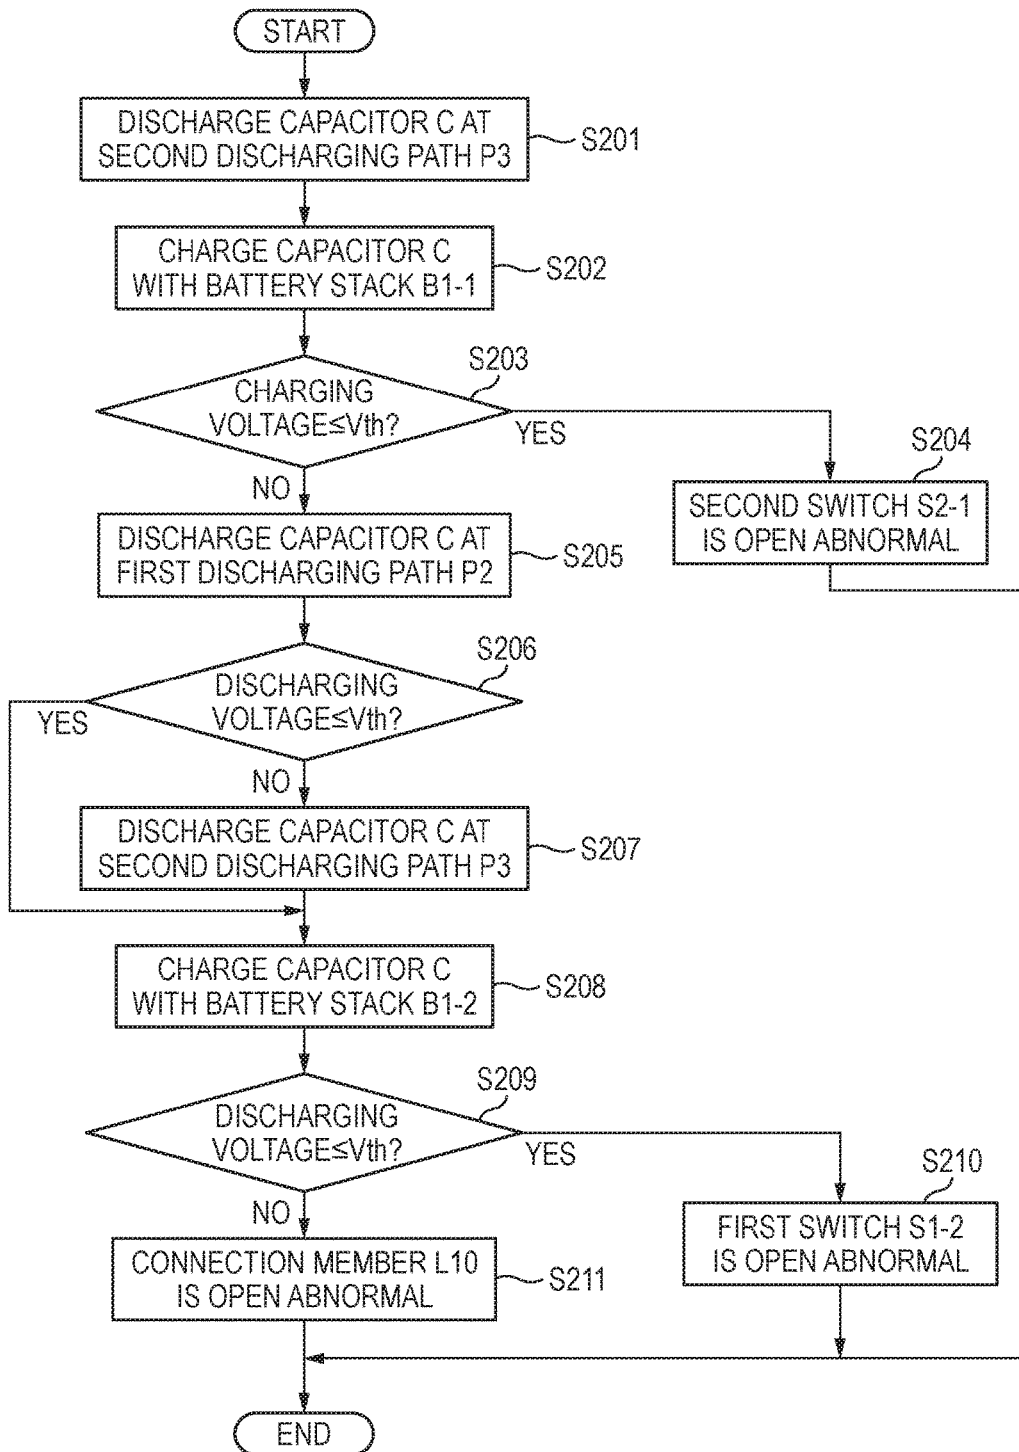 START
DISCHARGE CAPACITOR C AT
SECOND DISCHARGING PATH P3
S201
CHARGE CAPACITOR C
WITH BATTERY STACK B1-1
S202
S203
CHARGING
VOLTAGE≤Vth?
YES
NO
S204
SECOND SWITCH S2-1
IS OPEN ABNORMAL
DISCHARGE CAPACITOR C AT
FIRST DISCHARGING PATH P2
S205
S206
DISCHARGING
VOLTAGE≤Vth?
YES
NO
DISCHARGE CAPACITOR C AT
SECOND DISCHARGING PATH P3
S207
CHARGE CAPACITOR C
WITH BATTERY STACK B1-2
S208
S209
DISCHARGING
VOLTAGE≤Vth?
YES
NO
S210
FIRST SWITCH S1-2
IS OPEN ABNORMAL
CONNECTION MEMBER L10
IS OPEN ABNORMAL
S211
END